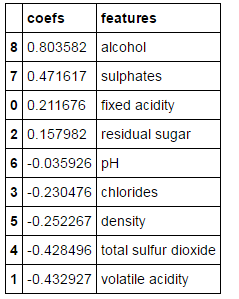 coefs features
8 0.803582 alcohol
7 0.471617 sulphates
0 0.211676 fixed acidity
2 0.157982 residual sugar
6 -0.035926 pH
3 -0.230476 chlorides
5 -0.252267 density
4 -0.428496 total sulfur dioxide
1 -0.432927 volatile acidity